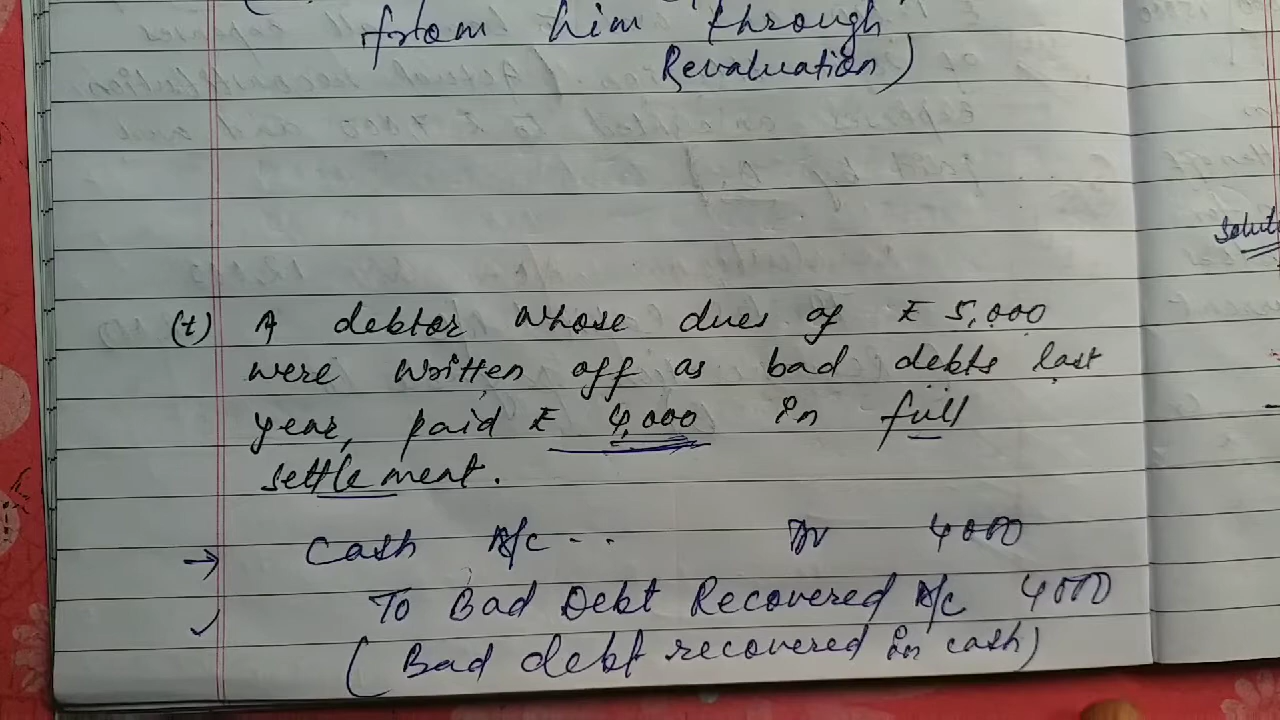 from him through
Revaluation)
Solut
(t) A debtor whose dues of ₹ 5,000
were written off as bad debts last
year, paid ₹ 4,000 in full
settlement.
→ Cash A/c - .. Dr 4000
To Bad Debt Recovered A/c 4000
(Bad debt recovered in cash)